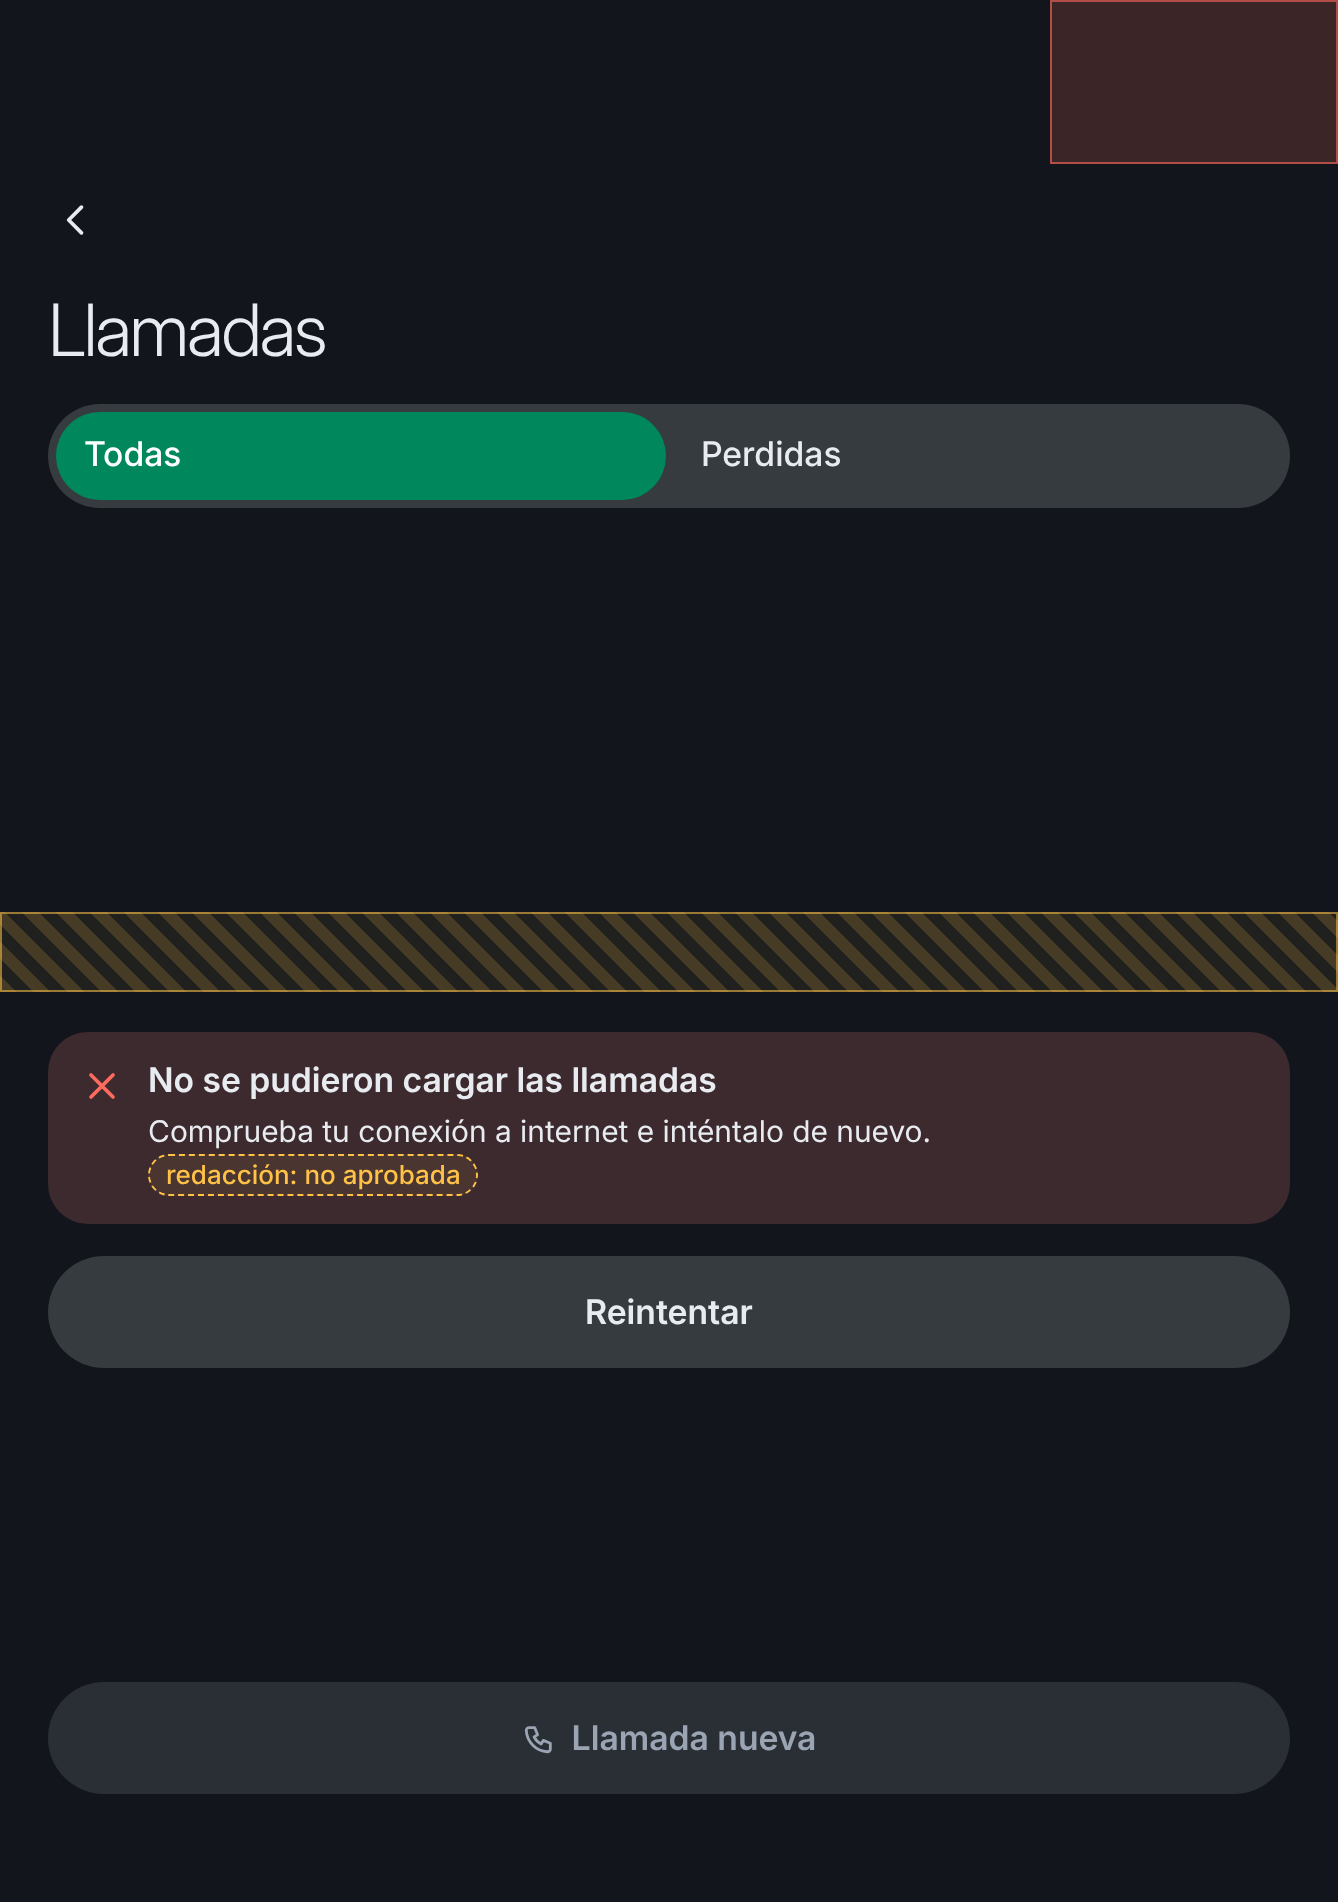 Llamadas
Todas
Perdidas
No se pudieron cargar las llamadas
Comprueba tu conexión a internet e inténtalo de nuevo.
redacción: no aprobada
Reintentar
Llamada nueva